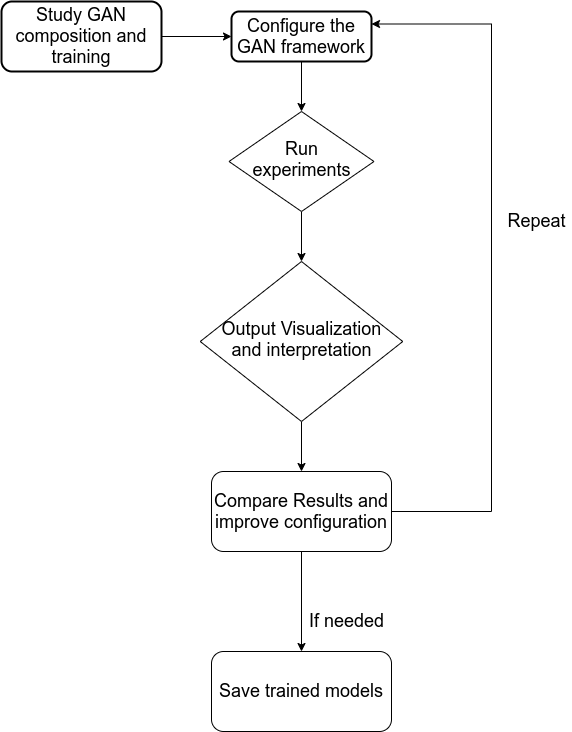 Study GAN
composition and
training
Configure the
GAN framework
Run
experiments
Repeat
Output Visualization
and interpretation
Compare Results and
improve configuration
If needed
Save trained models